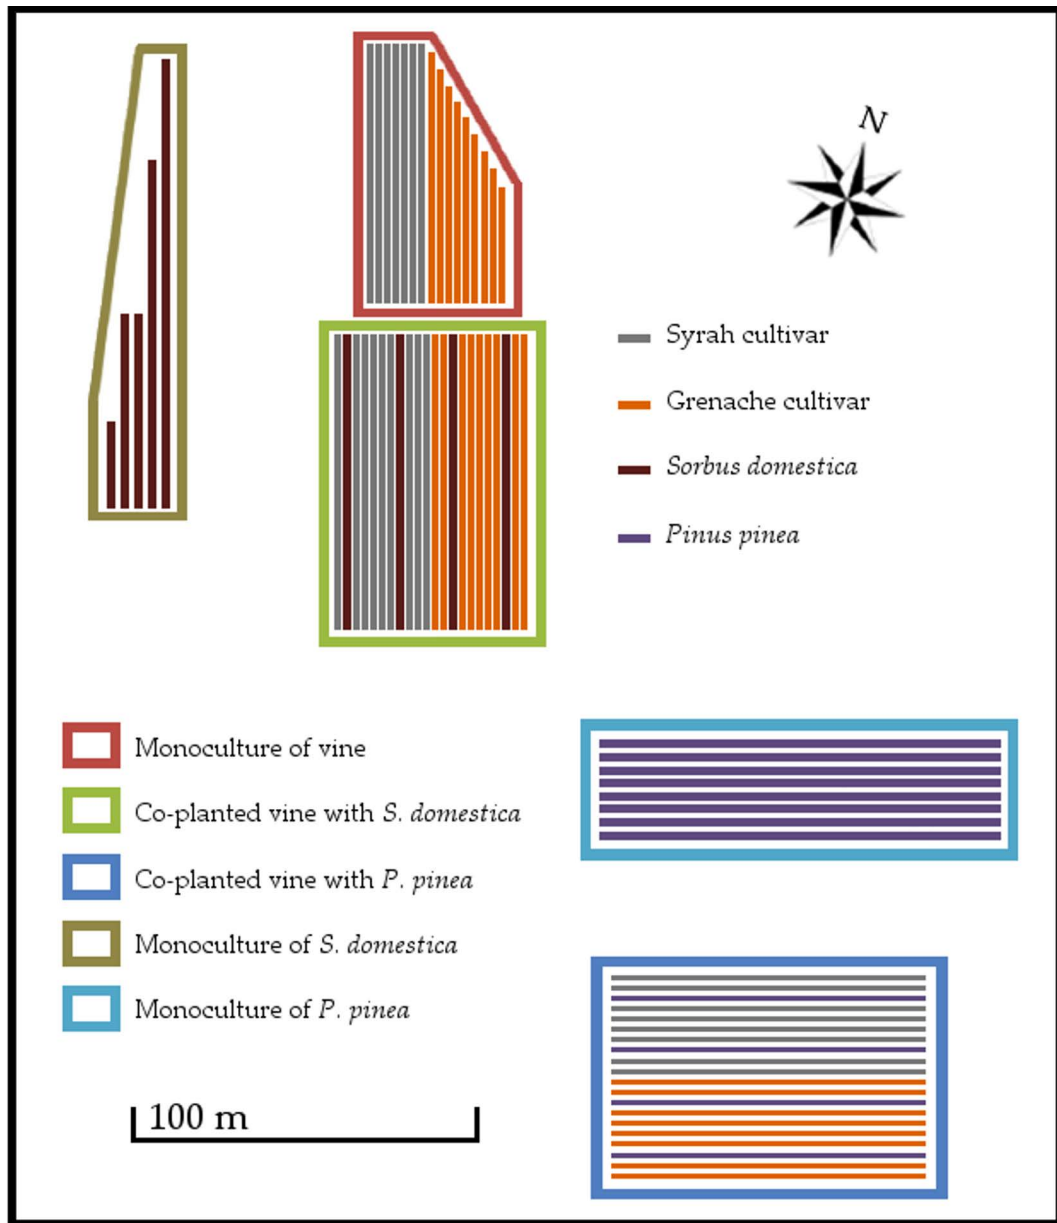 N
Syrah cultivar
Grenache cultivar
Sorbus domestica
Pinus pinea
Monoculture of vine
Co-planted vine with S. domestica
Co-planted vine with P. pinea
Monoculture of S. domestica
Monoculture of P. pinea
100 m